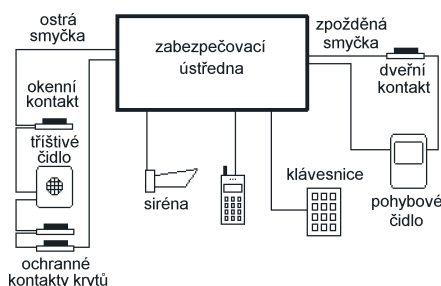 ostrá
smyčka
zabezpečovací
ústředna
zpožděná
smyčka
okenní
kontakt
dveřní
kontakt
tříštivé
čidlo
siréna
klávesnice
pohybové
čidlo
ochranné
kontakty krytů